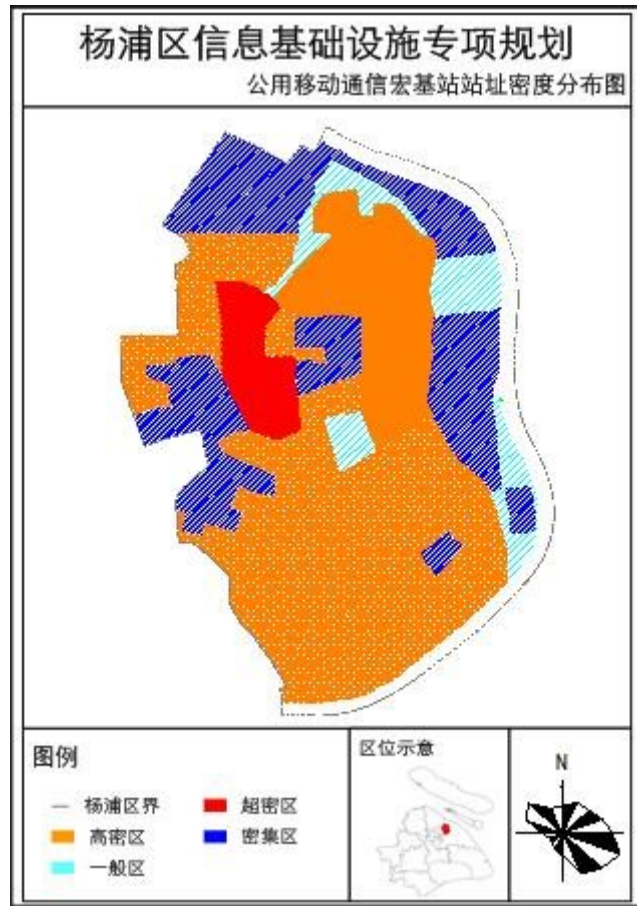 杨浦区信息基础设施专项规划
公用移动通信宏基站站址密度分布图
图例
杨浦区界
超密区
高密区
密集区
一般区
区位示意
N